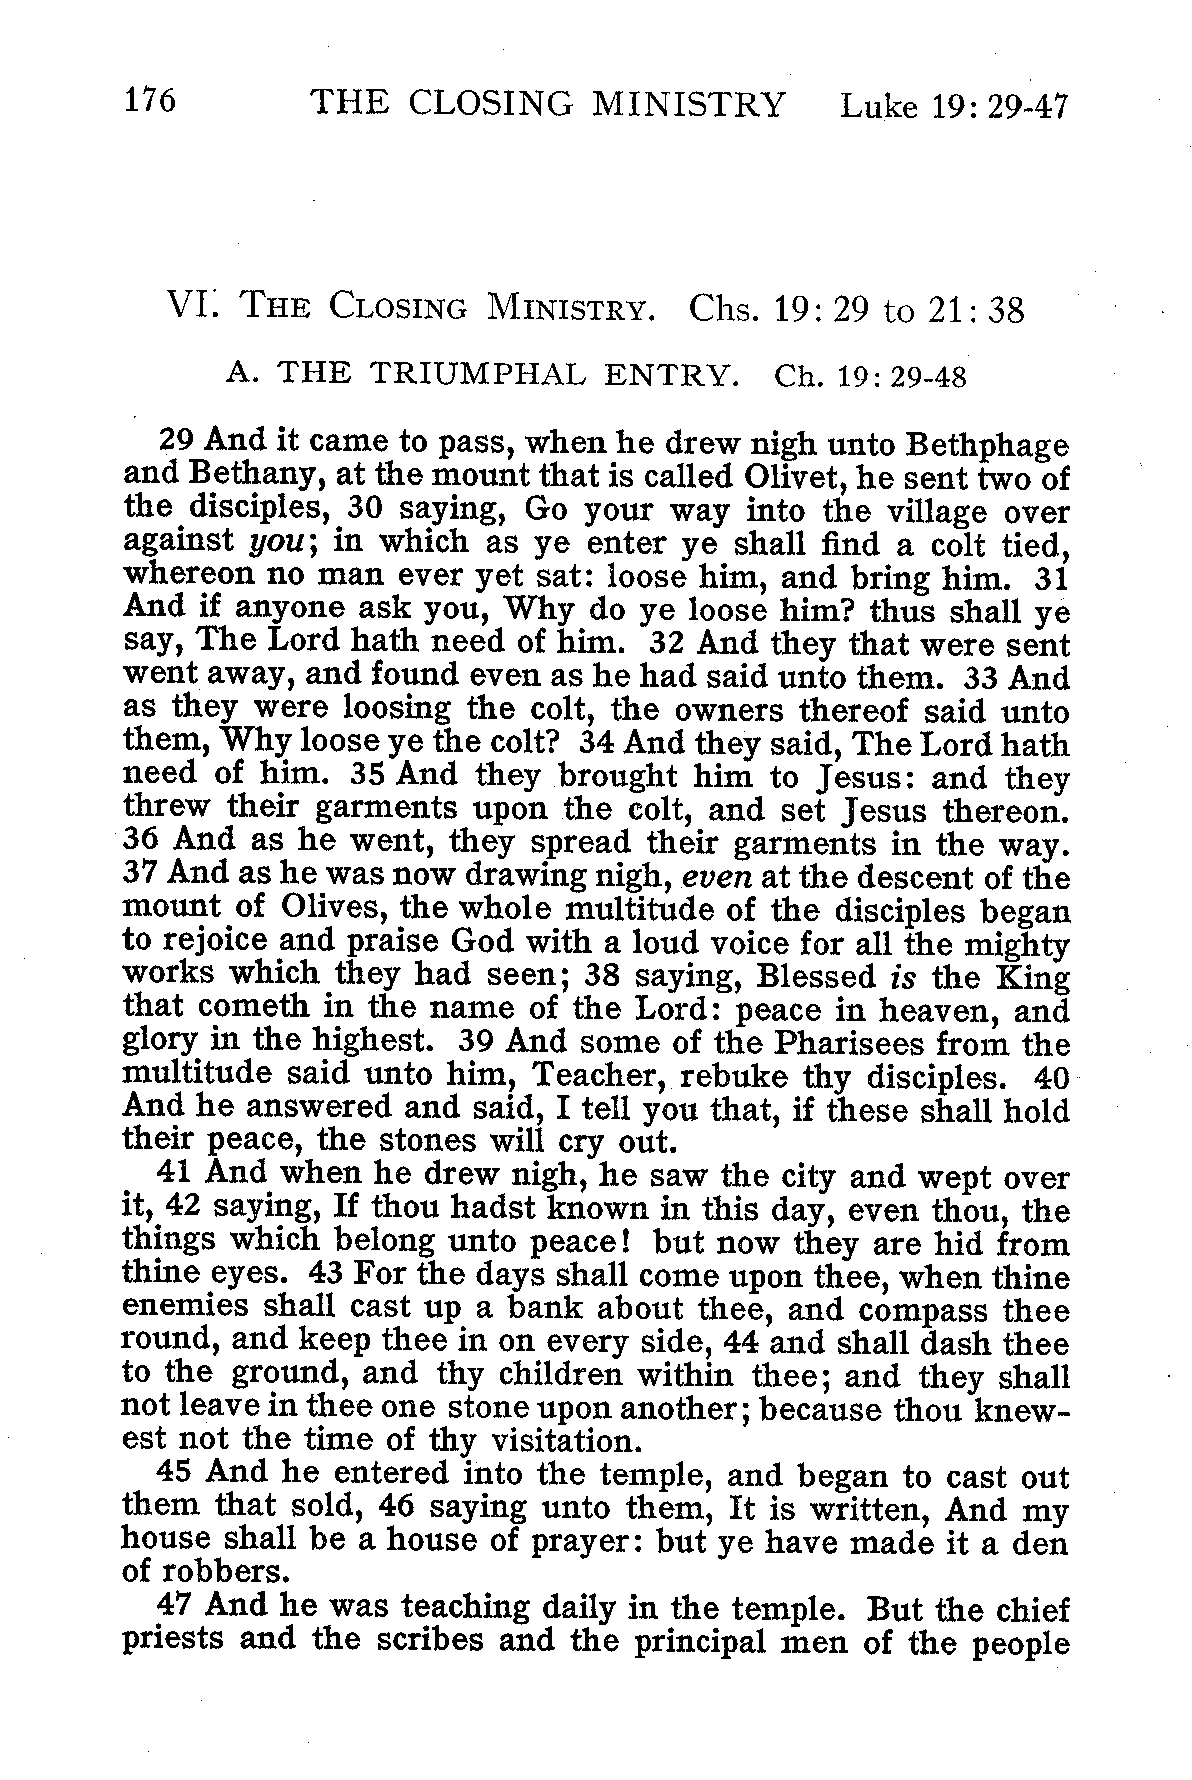 176 THE CLOSING MINISTRY Luke 19: 29-47
VI. THE CLOSING MINISTRY. Chs. 19: 29 to 21: 38
A. THE TRIUMPHAL ENTRY. Ch. 19: 29-48
29 And it came to pass, when he drew nigh unto Bethphage
and Bethany, at the mount that is called Olivet, he sent two of
the disciples, 30 saying, Go your way into the village over
against you; in which as ye enter ye shall find a colt tied,
whereon no man ever yet sat: loose him, and bring him. 31
And if anyone ask you, Why do ye loose him? thus shall ye
say, The Lord hath need of him. 32 And they that were sent
went away, and found even as he had said unto them. 33 And
as they were loosing the colt, the owners thereof said unto
them, Why loose ye the colt? 34 And they said, The Lord hath
need of him. 35 And they brought him to Jesus: and they
threw their garments upon the colt, and set Jesus thereon.
36 And as he went, they spread their garments in the way.
37 And as he was now drawing nigh, even at the descent of the
mount of Olives, the whole multitude of the disciples began
to rejoice and praise God with a loud voice for all the mighty
works which they had seen; 38 saying, Blessed is the King
that cometh in the name of the Lord: peace in heaven, and
glory in the highest. 39 And some of the Pharisees from the
multitude said unto him, Teacher, rebuke thy disciples. 40
And he answered and said, I tell you that, if these shall hold
their peace, the stones will cry out.
41 And when he drew nigh, he saw the city and wept over
it, 42 saying, If thou hadst known in this day, even thou, the
things which belong unto peace! but now they are hid from
thine eyes. 43 For the days shall come upon thee, when thine
enemies shall cast up a bank about thee, and compass thee
round, and keep thee in on every side, 44 and shall dash thee
to the ground, and thy children within thee; and they shall
not leave in thee one stone upon another; because thou knew-
est not the time of thy visitation.
45 And he entered into the temple, and began to cast out
them that sold, 46 saying unto them, It is written, And my
house shall be a house of prayer: but ye have made it a den
of robbers.
47 And he was teaching daily in the temple. But the chief
priests and the scribes and the principal men of the people